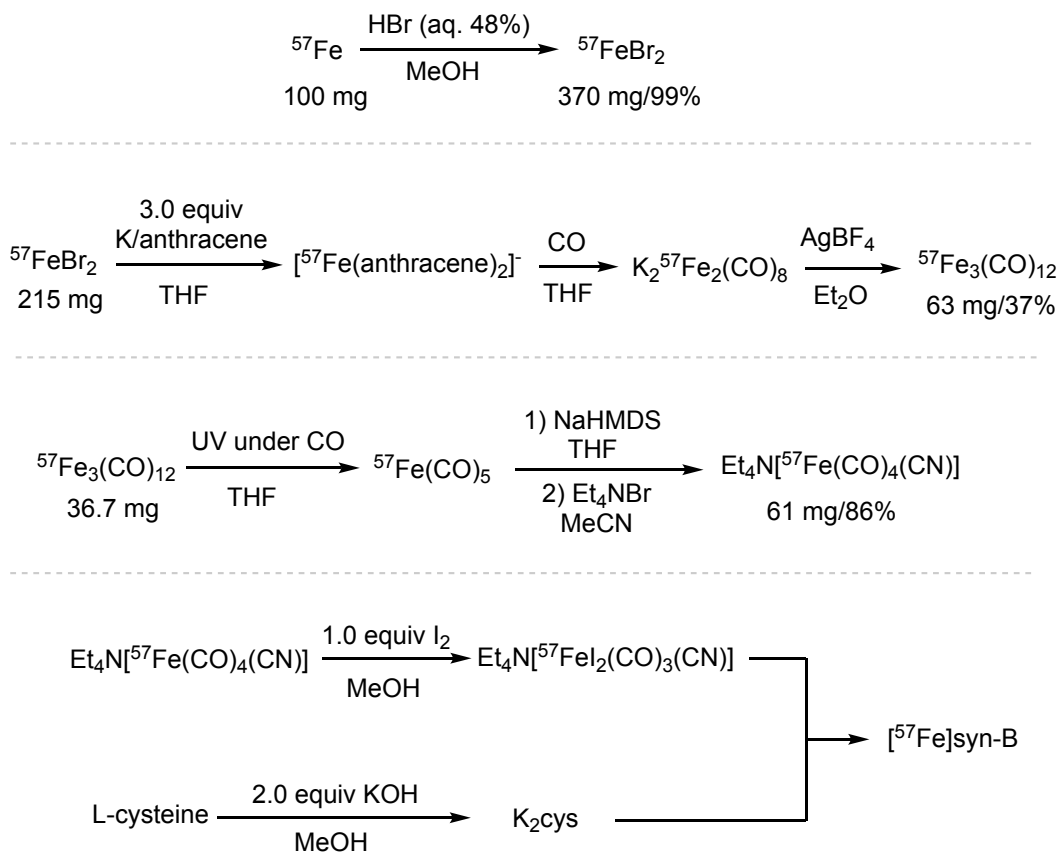 HBr (aq. 48%)
⁵⁷Fe ⁵⁷FeBr₂
MeOH
100 mg 370 mg/99%
3.0 equiv
K/anthracene CO AgBF₄
⁵⁷FeBr₂ [⁵⁷Fe(anthracene)₂]⁻ K₂⁵⁷Fe₂(CO)₈ ⁵⁷Fe₃(CO)₁₂
THF THF Et₂O
215 mg 63 mg/37%
1) NaHMDS
UV under CO THF
⁵⁷Fe₃(CO)₁₂ ⁵⁷Fe(CO)₅ Et₄N[⁵⁷Fe(CO)₄(CN)]
THF 2) Et₄NBr
36.7 mg MeCN 61 mg/86%
1.0 equiv I₂
Et₄N[⁵⁷Fe(CO)₄(CN)] Et₄N[⁵⁷FeI₂(CO)₃(CN)]
MeOH
[⁵⁷Fe]syn-B
2.0 equiv KOH
L-cysteine K₂cys
MeOH